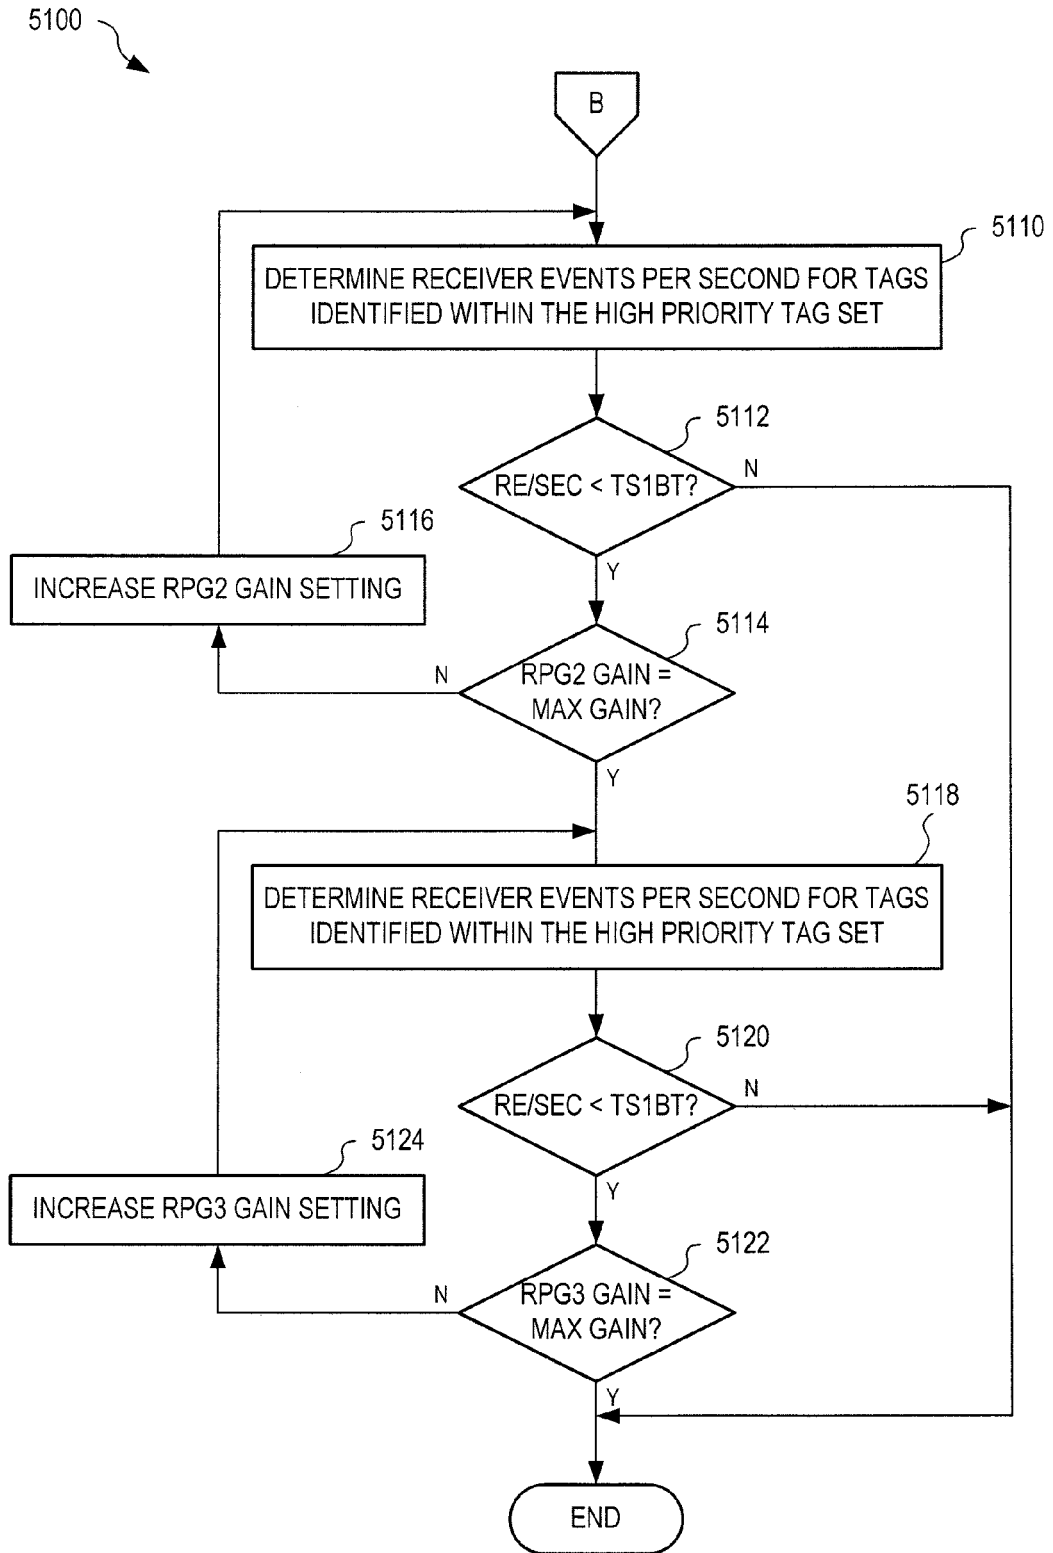 5100
B
5110
DETERMINE RECEIVER EVENTS PER SECOND FOR TAGS
IDENTIFIED WITHIN THE HIGH PRIORITY TAG SET
5112
RE/SEC < TS1BT?
N
Y
5116
INCREASE RPG2 GAIN SETTING
5114
RPG2 GAIN =
MAX GAIN?
N
Y
5118
DETERMINE RECEIVER EVENTS PER SECOND FOR TAGS
IDENTIFIED WITHIN THE HIGH PRIORITY TAG SET
5120
RE/SEC < TS1BT?
N
Y
5124
INCREASE RPG3 GAIN SETTING
5122
RPG3 GAIN =
MAX GAIN?
N
Y
END